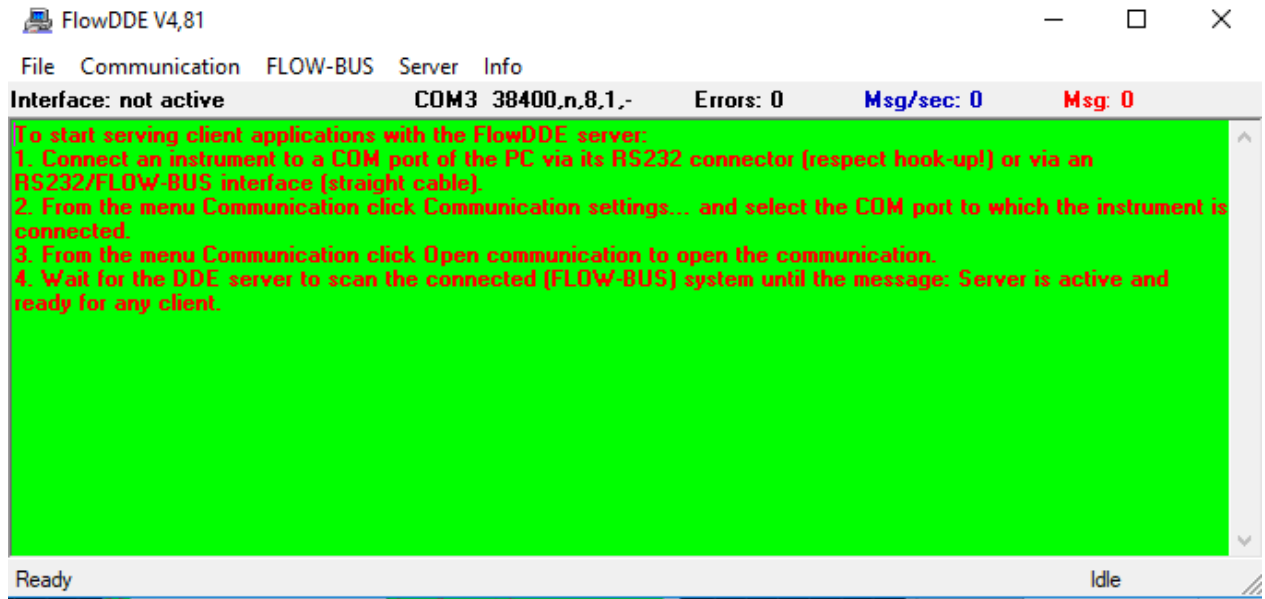 FlowDDE V4,81
File Communication FLOW-BUS Server Info
Interface: not active COM3 38400,n,8,1,- Errors: 0 Msg/sec: 0 Msg: 0
To start serving client applications with the FlowDDE server:
1. Connect an instrument to a COM port of the PC via its RS232 connector (respect hook-up!) or via an
RS232/FLOW-BUS interface (straight cable).
2. From the menu Communication click Communication settings... and select the COM port to which the instrument is
connected.
3. From the menu Communication click Open communication to open the communication.
4. Wait for the DDE server to scan the connected (FLOW-BUS) system until the message: Server is active and
ready for any client.
Ready Idle